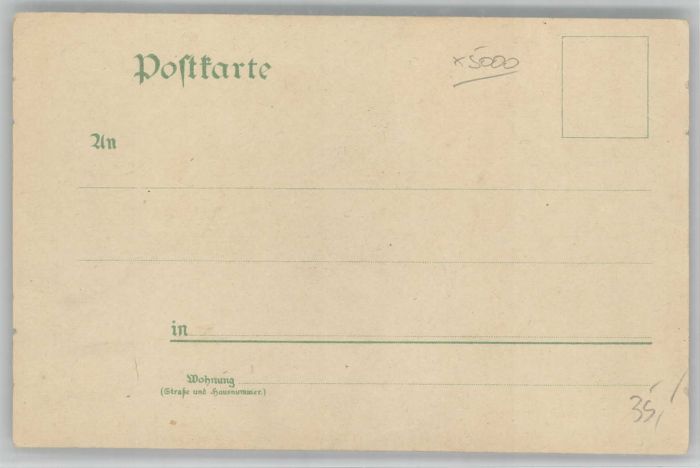 Postkarte
x5000
An
in
Wohnung
(Straße und Hausnummer.)
35,-